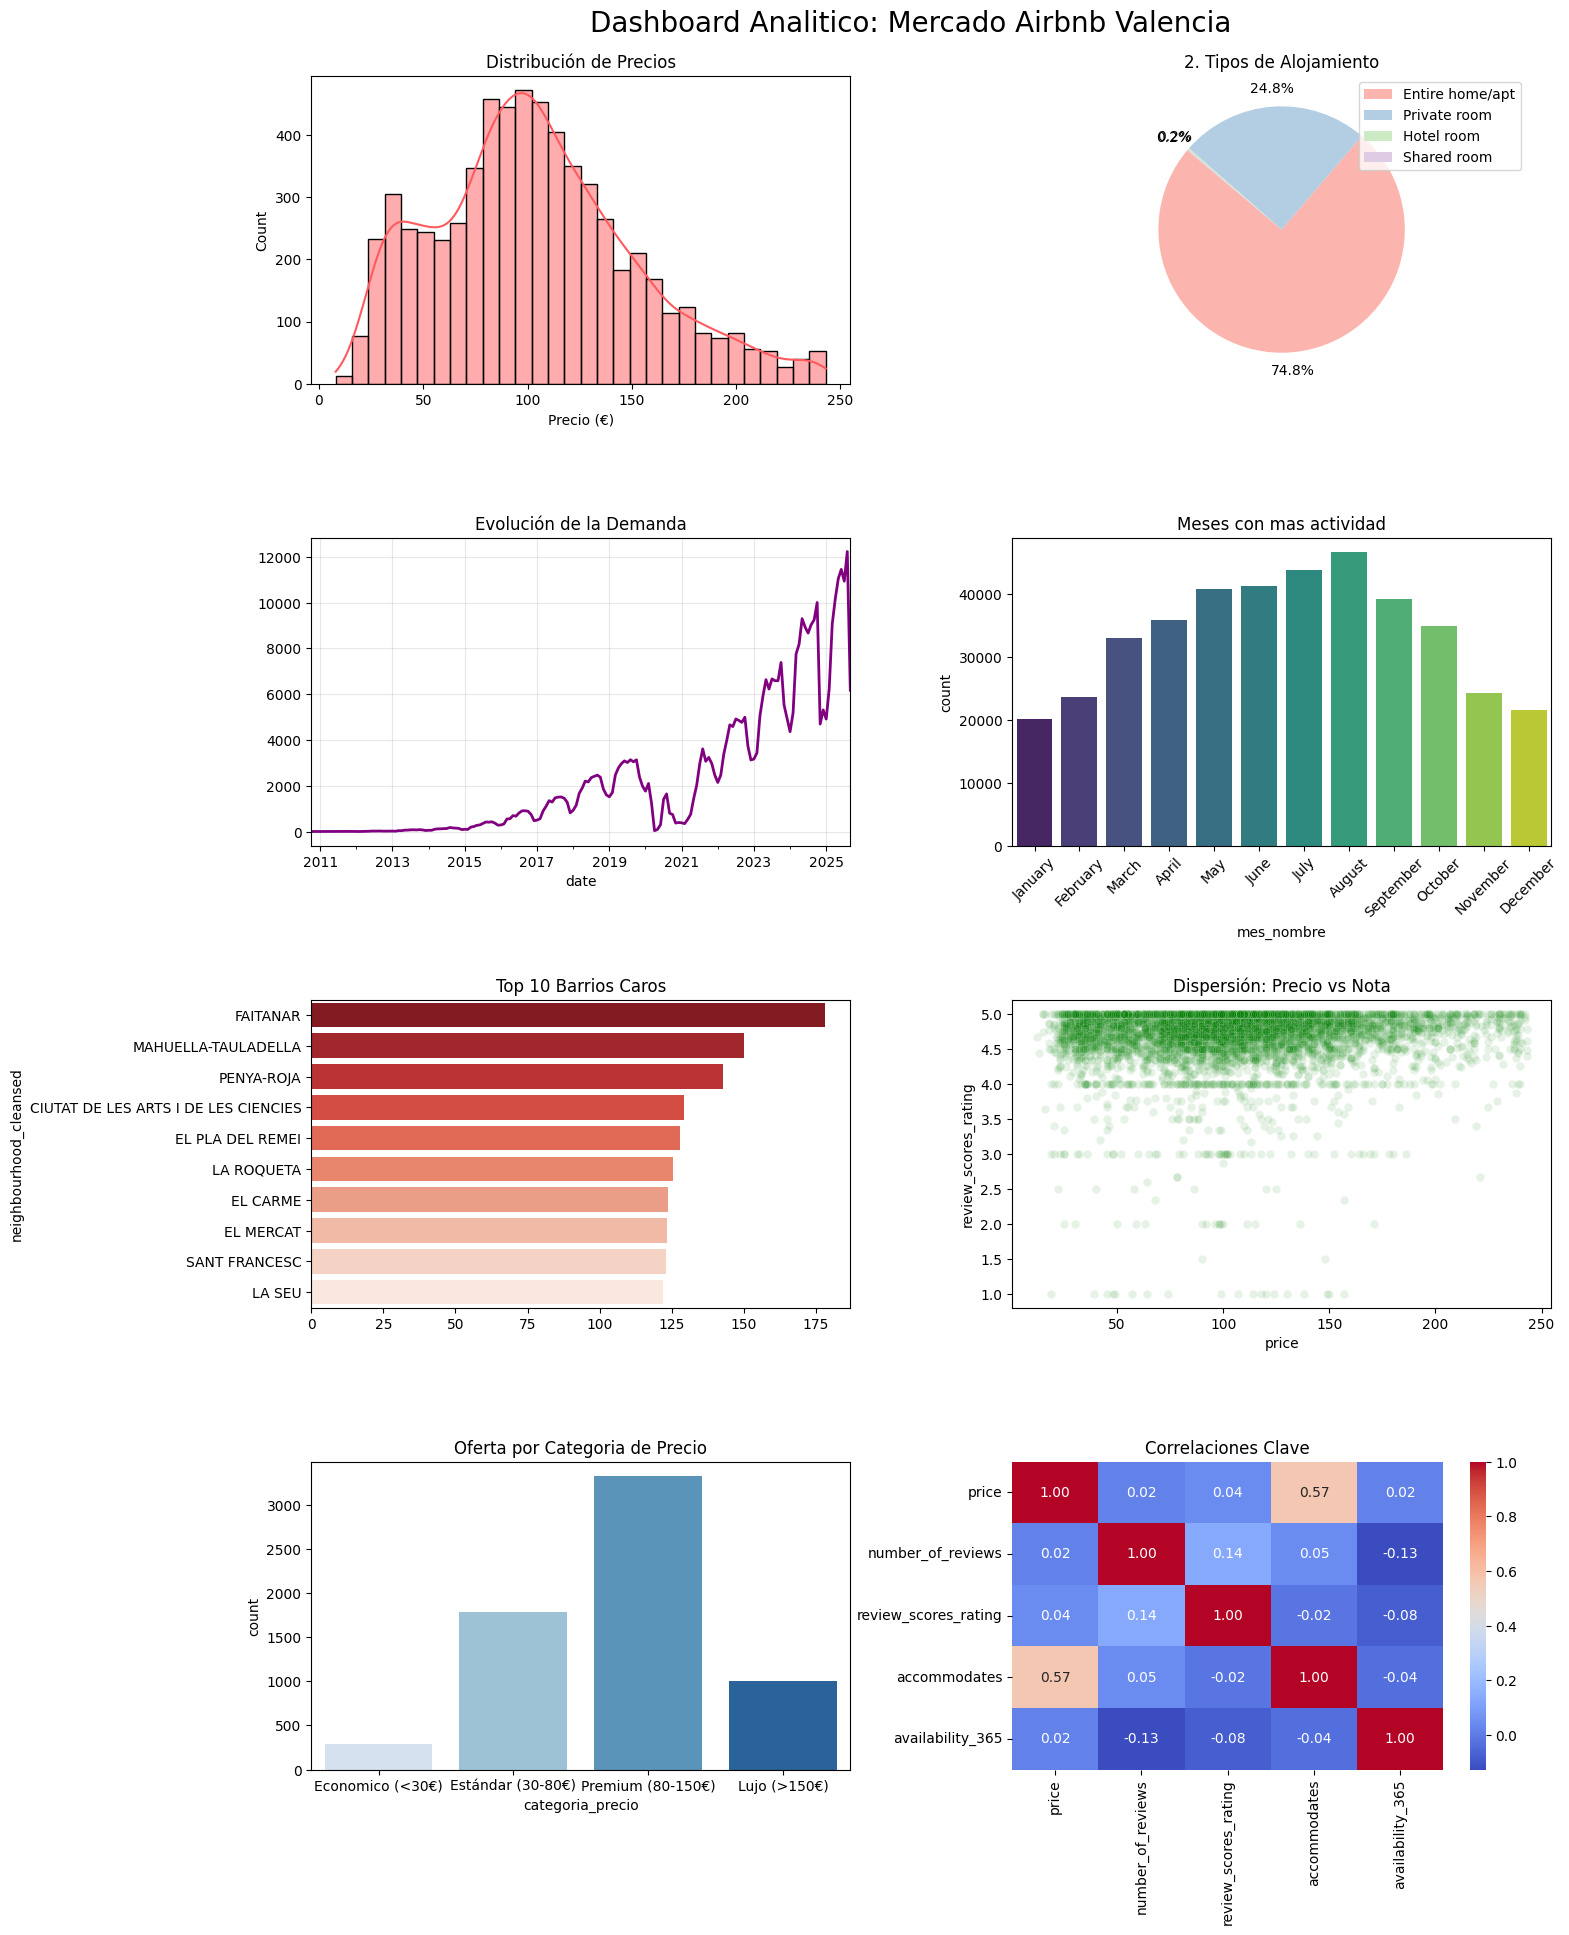 Dashboard Analitico: Mercado Airbnb Valencia
Distribución de Precios
Count
400
300
200
100
0
0 50 100 150 200 250
Precio (€)
2. Tipos de Alojamiento
24.8%
0.2%
0.2%
74.8%
Entire home/apt
Private room
Hotel room
Shared room
Evolución de la Demanda
12000
10000
8000
6000
4000
2000
0
2011 2013 2015 2017 2019 2021 2023 2025
date
Meses con mas actividad
count
40000
30000
20000
10000
0
January February March April May June July August September October November December
mes_nombre
Top 10 Barrios Caros
neighbourhood_cleansed
FAITANAR
MAHUELLA-TAULADELLA
PENYA-ROJA
CIUTAT DE LES ARTS I DE LES CIENCIES
EL PLA DEL REMEI
LA ROQUETA
EL CARME
EL MERCAT
SANT FRANCESC
LA SEU
0 25 50 75 100 125 150 175
Dispersión: Precio vs Nota
review_scores_rating
5.0
4.5
4.0
3.5
3.0
2.5
2.0
1.5
1.0
50 100 150 200 250
price
Oferta por Categoria de Precio
count
3000
2500
2000
1500
1000
500
0
Economico (<30€) Estándar (30-80€) Premium (80-150€) Lujo (>150€)
categoria_precio
Correlaciones Clave
price 1.00 0.02 0.04 0.57 0.02
number_of_reviews 0.02 1.00 0.14 0.05 -0.13
review_scores_rating 0.04 0.14 1.00 -0.02 -0.08
accommodates 0.57 0.05 -0.02 1.00 -0.04
availability_365 0.02 -0.13 -0.08 -0.04 1.00
price number_of_reviews review_scores_rating accommodates availability_365
1.0
0.8
0.6
0.4
0.2
0.0